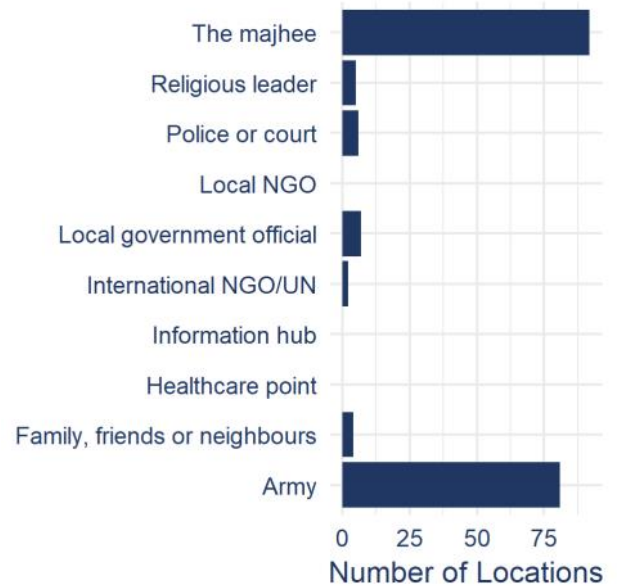 The majhee
Religious leader
Police or court
Local NGO
Local government official
International NGO/UN
Information hub
Healthcare point
Family, friends or neighbours
Army
0 25 50 75
Number of Locations